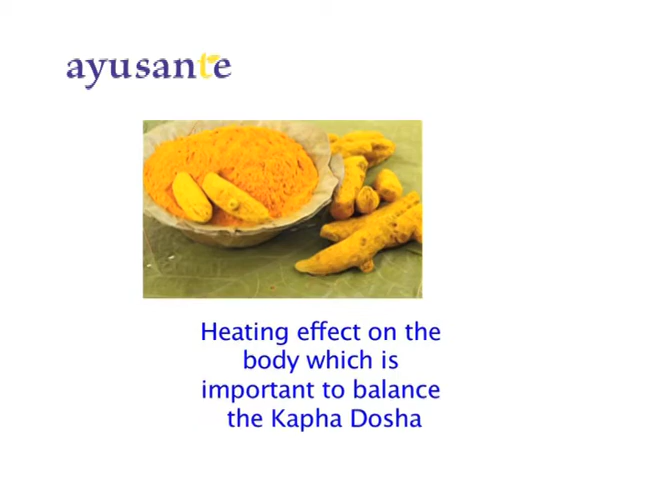 ayusante
Heating effect on the
body which is
important to balance
the Kapha Dosha